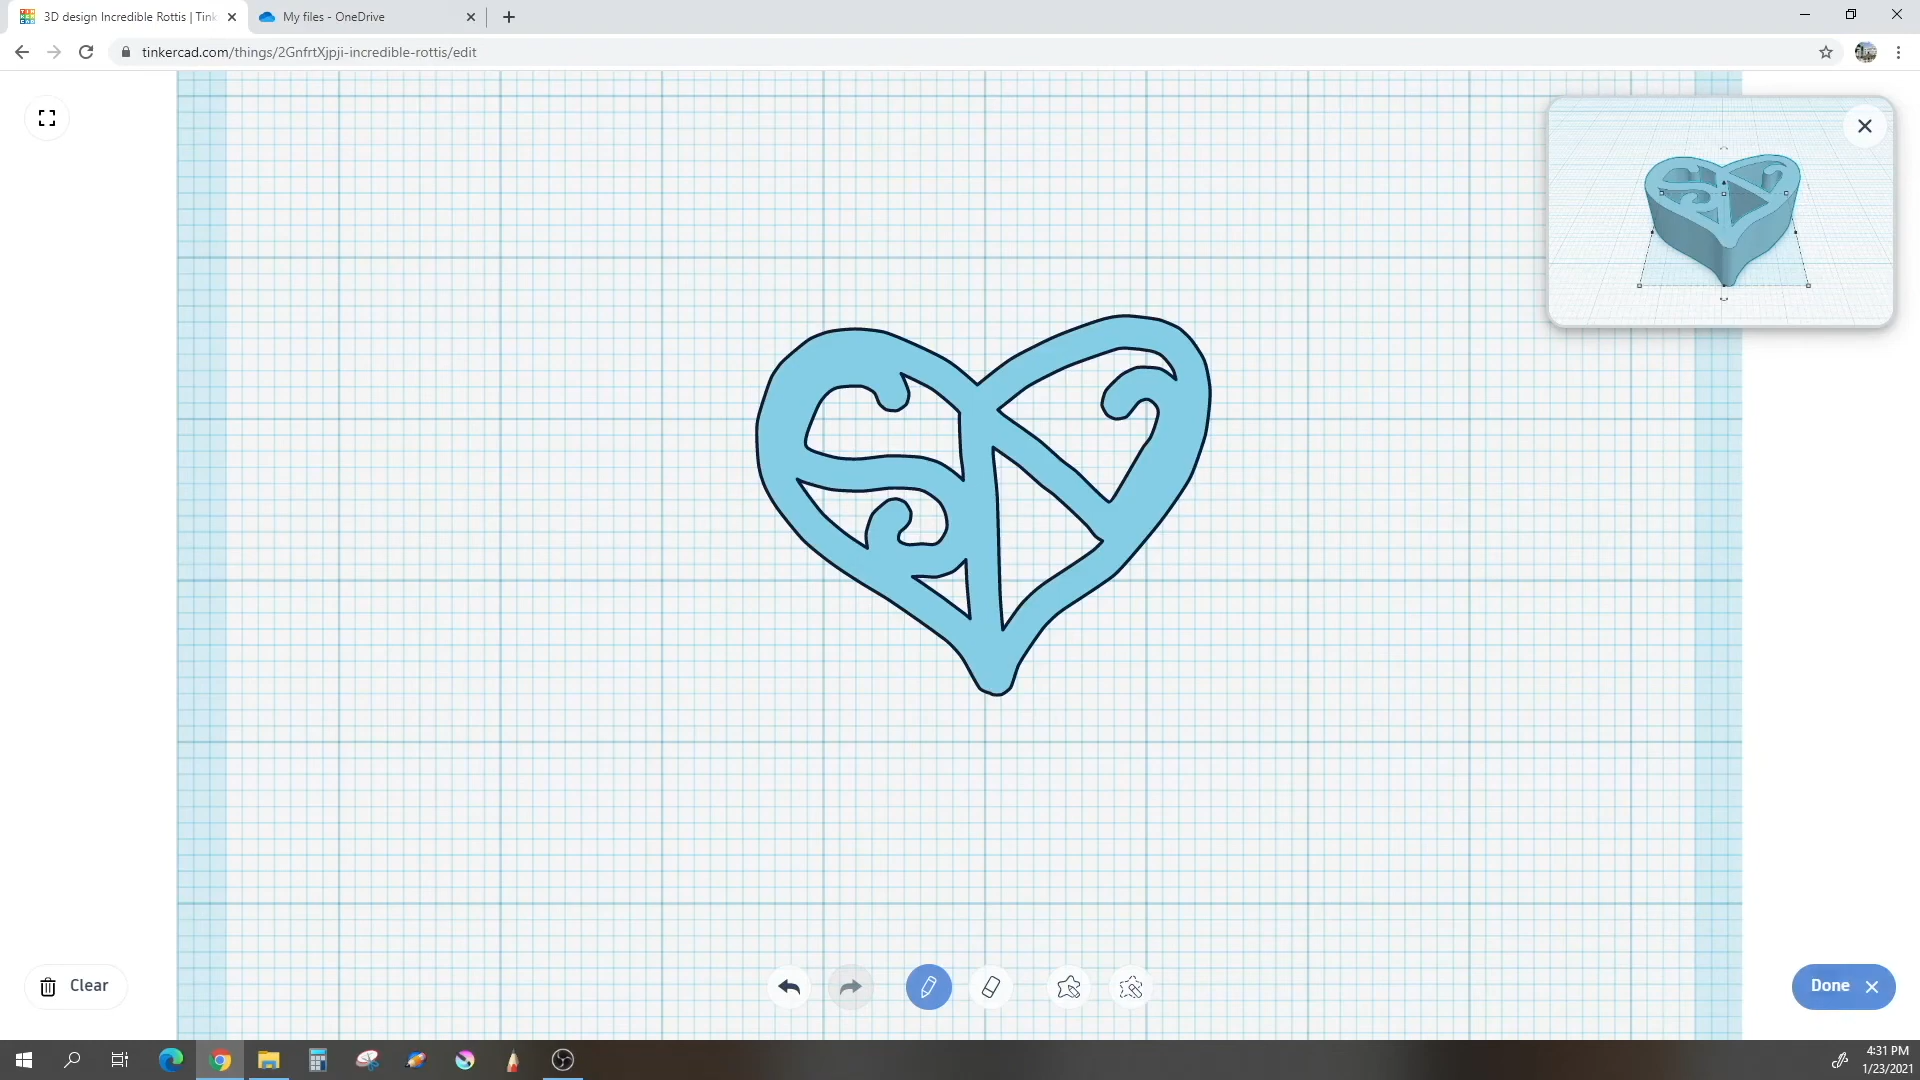 3D design Incredible Rottis | Tink
My files - OneDrive
tinkercad.com/things/2GnfrtXjpji-incredible-rottis/edit
Clear
Done
4:31 PM
1/23/2021